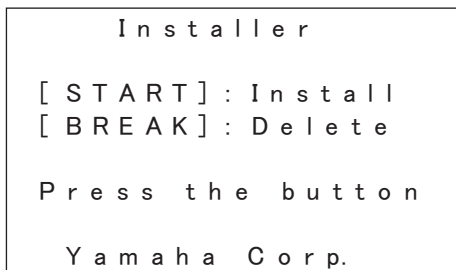 Installer
[ START] : Install
[ BREAK] : Delete
Press the button
Yamaha Corp.